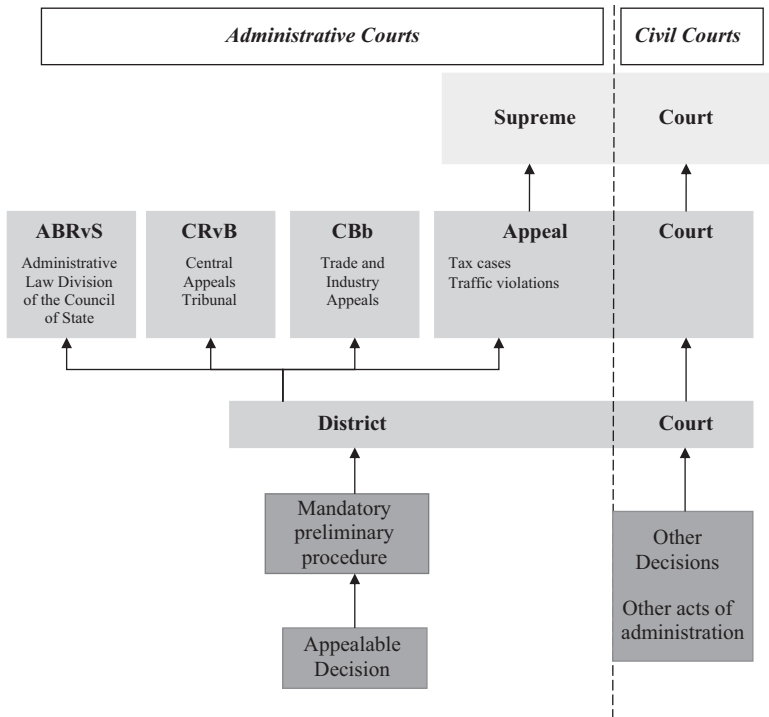 Administrative Courts
Civil Courts
Supreme Court
ABRvS
Administrative
Law Division
of the Council
of State
CRvB
Central
Appeals
Tribunal
CBb
Trade and
Industry
Appeals
Appeal Court
Tax cases
Traffic violations
District Court
Mandatory
preliminary
procedure
Appealable
Decision
Other
Decisions
Other acts of
administration